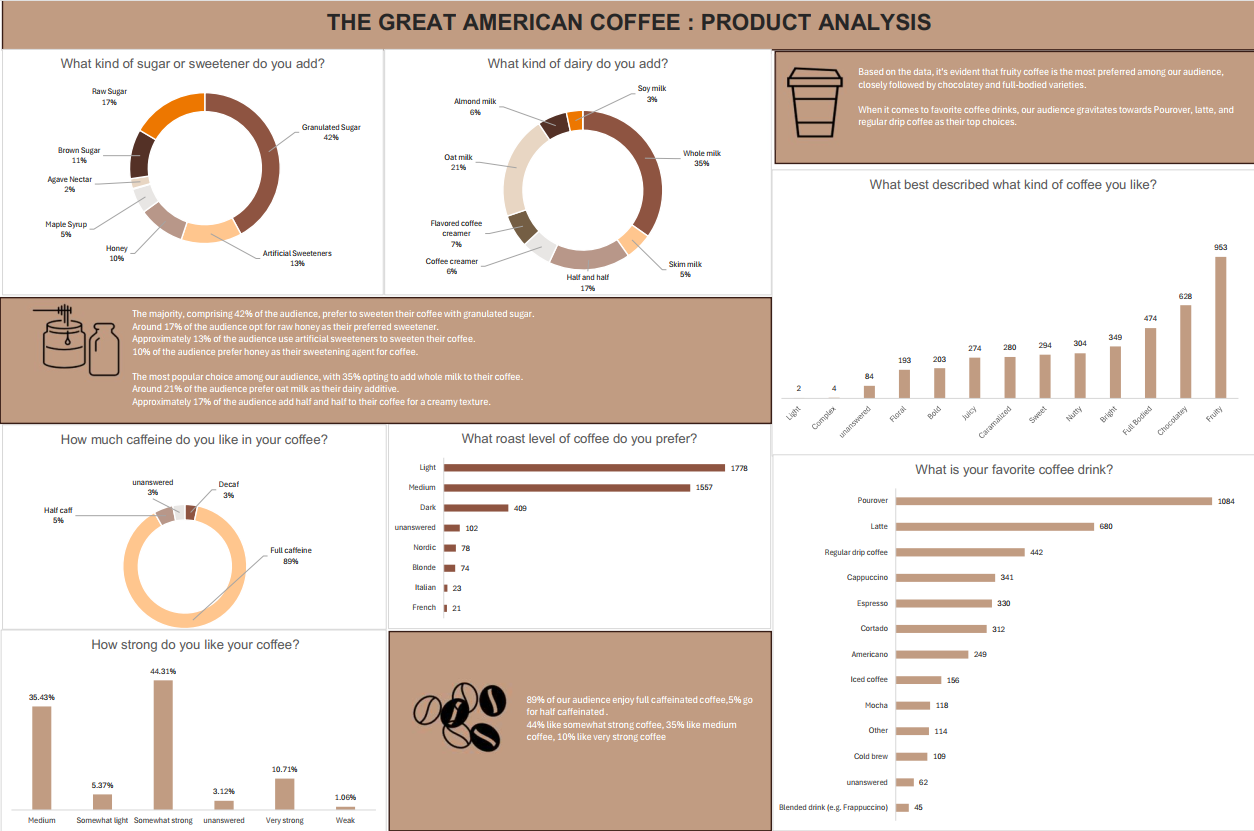 THE GREAT AMERICAN COFFEE : PRODUCT ANALYSIS
What kind of sugar or sweetener do you add?
Raw Sugar
17%
Granulated Sugar
42%
Brown Sugar
11%
Agave Nectar
2%
Maple Syrup
5%
Honey
10%
Artificial Sweeteners
13%
What kind of dairy do you add?
Soy milk
3%
Almond milk
6%
Whole milk
35%
Oat milk
21%
Flavored coffee
creamer
7%
Coffee creamer
6%
Skim milk
5%
Half and half
17%
Based on the data, it's evident that fruity coffee is the most preferred among our audience,
closely followed by chocolatey and full-bodied varieties.
When it comes to favorite coffee drinks, our audience gravitates towards Pourover, latte, and
regular drip coffee as their top choices.
What best described what kind of coffee you like?
2
4
84
193
203
274
280
294
304
349
474
628
953
Light
Complex
unanswered
Floral
Bold
Juicy
Caramalized
Sweet
Nutty
Bright
Full Bodied
Chocolatey
Fruity
The majority, comprising 42% of the audience, prefer to sweeten their coffee with granulated sugar.
Around 17% of the audience opt for raw honey as their preferred sweetener.
Approximately 13% of the audience use artificial sweeteners to sweeten their coffee.
10% of the audience prefer honey as their sweetening agent for coffee.
The most popular choice among our audience, with 35% opting to add whole milk to their coffee.
Around 21% of the audience prefer oat milk as their dairy additive.
Approximately 17% of the audience add half and half to their coffee for a creamy texture.
How much caffeine do you like in your coffee?
unanswered
3%
Decaf
3%
Half caff
5%
Full caffeine
89%
What roast level of coffee do you prefer?
Light 1778
Medium 1557
Dark 409
unanswered 102
Nordic 78
Blonde 74
Italian 23
French 21
What is your favorite coffee drink?
Pourover 1084
Latte 680
Regular drip coffee 442
Cappuccino 341
Espresso 330
Cortado 312
Americano 249
Iced coffee 156
Mocha 118
Other 114
Cold brew 109
unanswered 62
Blended drink (e.g. Frappuccino) 45
How strong do you like your coffee?
35.43%
5.37%
44.31%
3.12%
10.71%
1.06%
Medium
Somewhat light
Somewhat strong
unanswered
Very strong
Weak
89% of our audience enjoy full caffeinated coffee,5% go
for half caffeinated .
44% like somewhat strong coffee, 35% like medium
coffee, 10% like very strong coffee